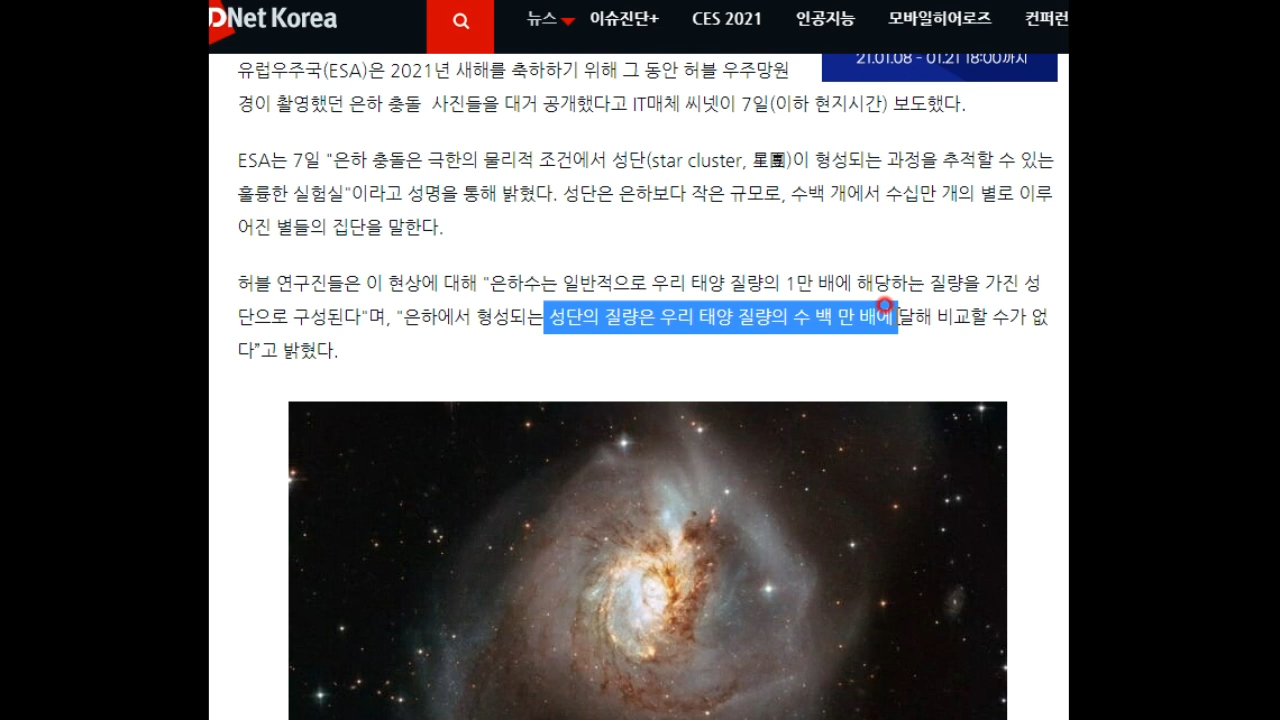 DNet Korea
뉴스 이슈진단+ CES 2021 인공지능 모바일히어로즈 컨퍼런
21.01.08 - 01.21 18:00까지
유럽우주국(ESA)은 2021년 새해를 축하하기 위해 그 동안 허블 우주망원
경이 촬영했던 은하 충돌 사진들을 대거 공개했다고 IT매체 씨넷이 7일(이하 현지시간) 보도했다.
ESA는 7일 "은하 충돌은 극한의 물리적 조건에서 성단(star cluster, 星團)이 형성되는 과정을 추적할 수 있는
훌륭한 실험실"이라고 성명을 통해 밝혔다. 성단은 은하보다 작은 규모로, 수백 개에서 수십만 개의 별로 이루
어진 별들의 집단을 말한다.
허블 연구진들은 이 현상에 대해 "은하수는 일반적으로 우리 태양 질량의 1만 배에 해당하는 질량을 가진 성
단으로 구성된다"며, "은하에서 형성되는 성단의 질량은 우리 태양 질량의 수 백 만 배에 달해 비교할 수가 없
다”고 밝혔다.